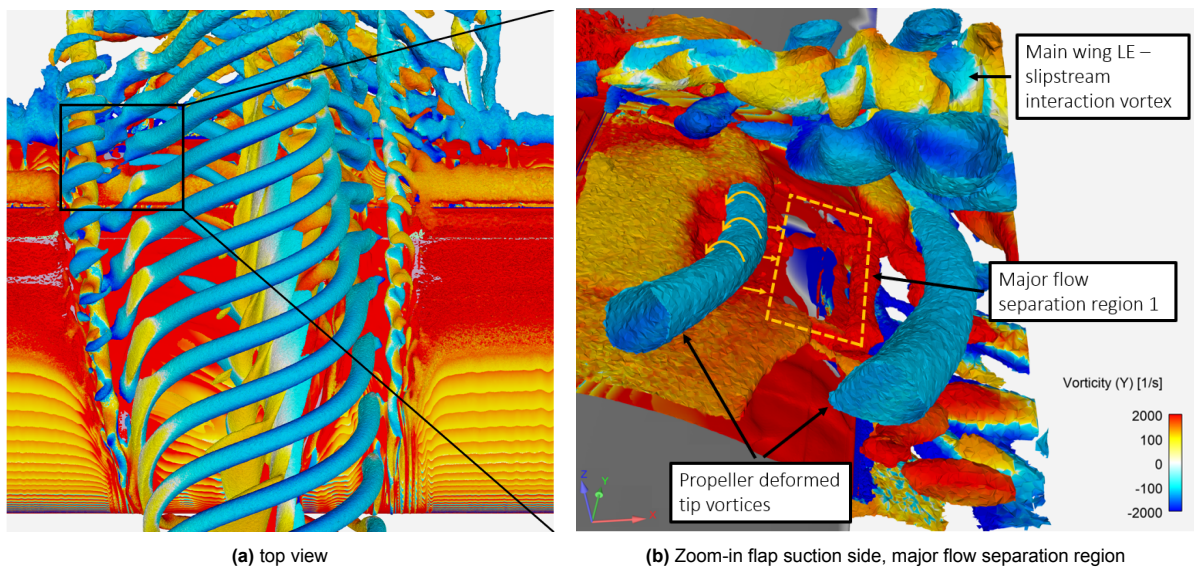 Main wing LE –
slipstream
interaction vortex
Major flow
separation region 1
Vorticity (Y) [1/s]
2000
100
0
-100
-2000
Propeller deformed
tip vortices
Z
Y
X
(a) top view
(b) Zoom-in flap suction side, major flow separation region